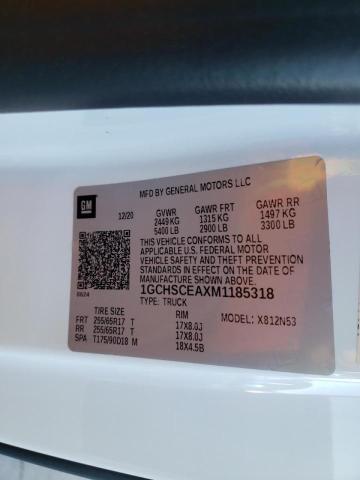 GM
MFD BY GENERAL MOTORS LLC
12/20 GVWR GAWR FRT GAWR RR
2449 KG 1315 KG 1497 KG
5400 LB 2900 LB 3300 LB
THIS VEHICLE CONFORMS TO ALL
APPLICABLE U.S. FEDERAL MOTOR
VEHICLE SAFETY AND THEFT
PREVENTION STANDARDS IN EFFECT ON
THE DATE OF MANUFACTURE SHOWN ABOVE.
1GCHSCEAXM1185318
TYPE: TRUCK
MODEL: X812N53
TIRE SIZE RIM
FRT 255/65R17 T 17X8.0J
RR 255/65R17 T 17X8.0J
SPA T175/90D18 M 18X4.5B